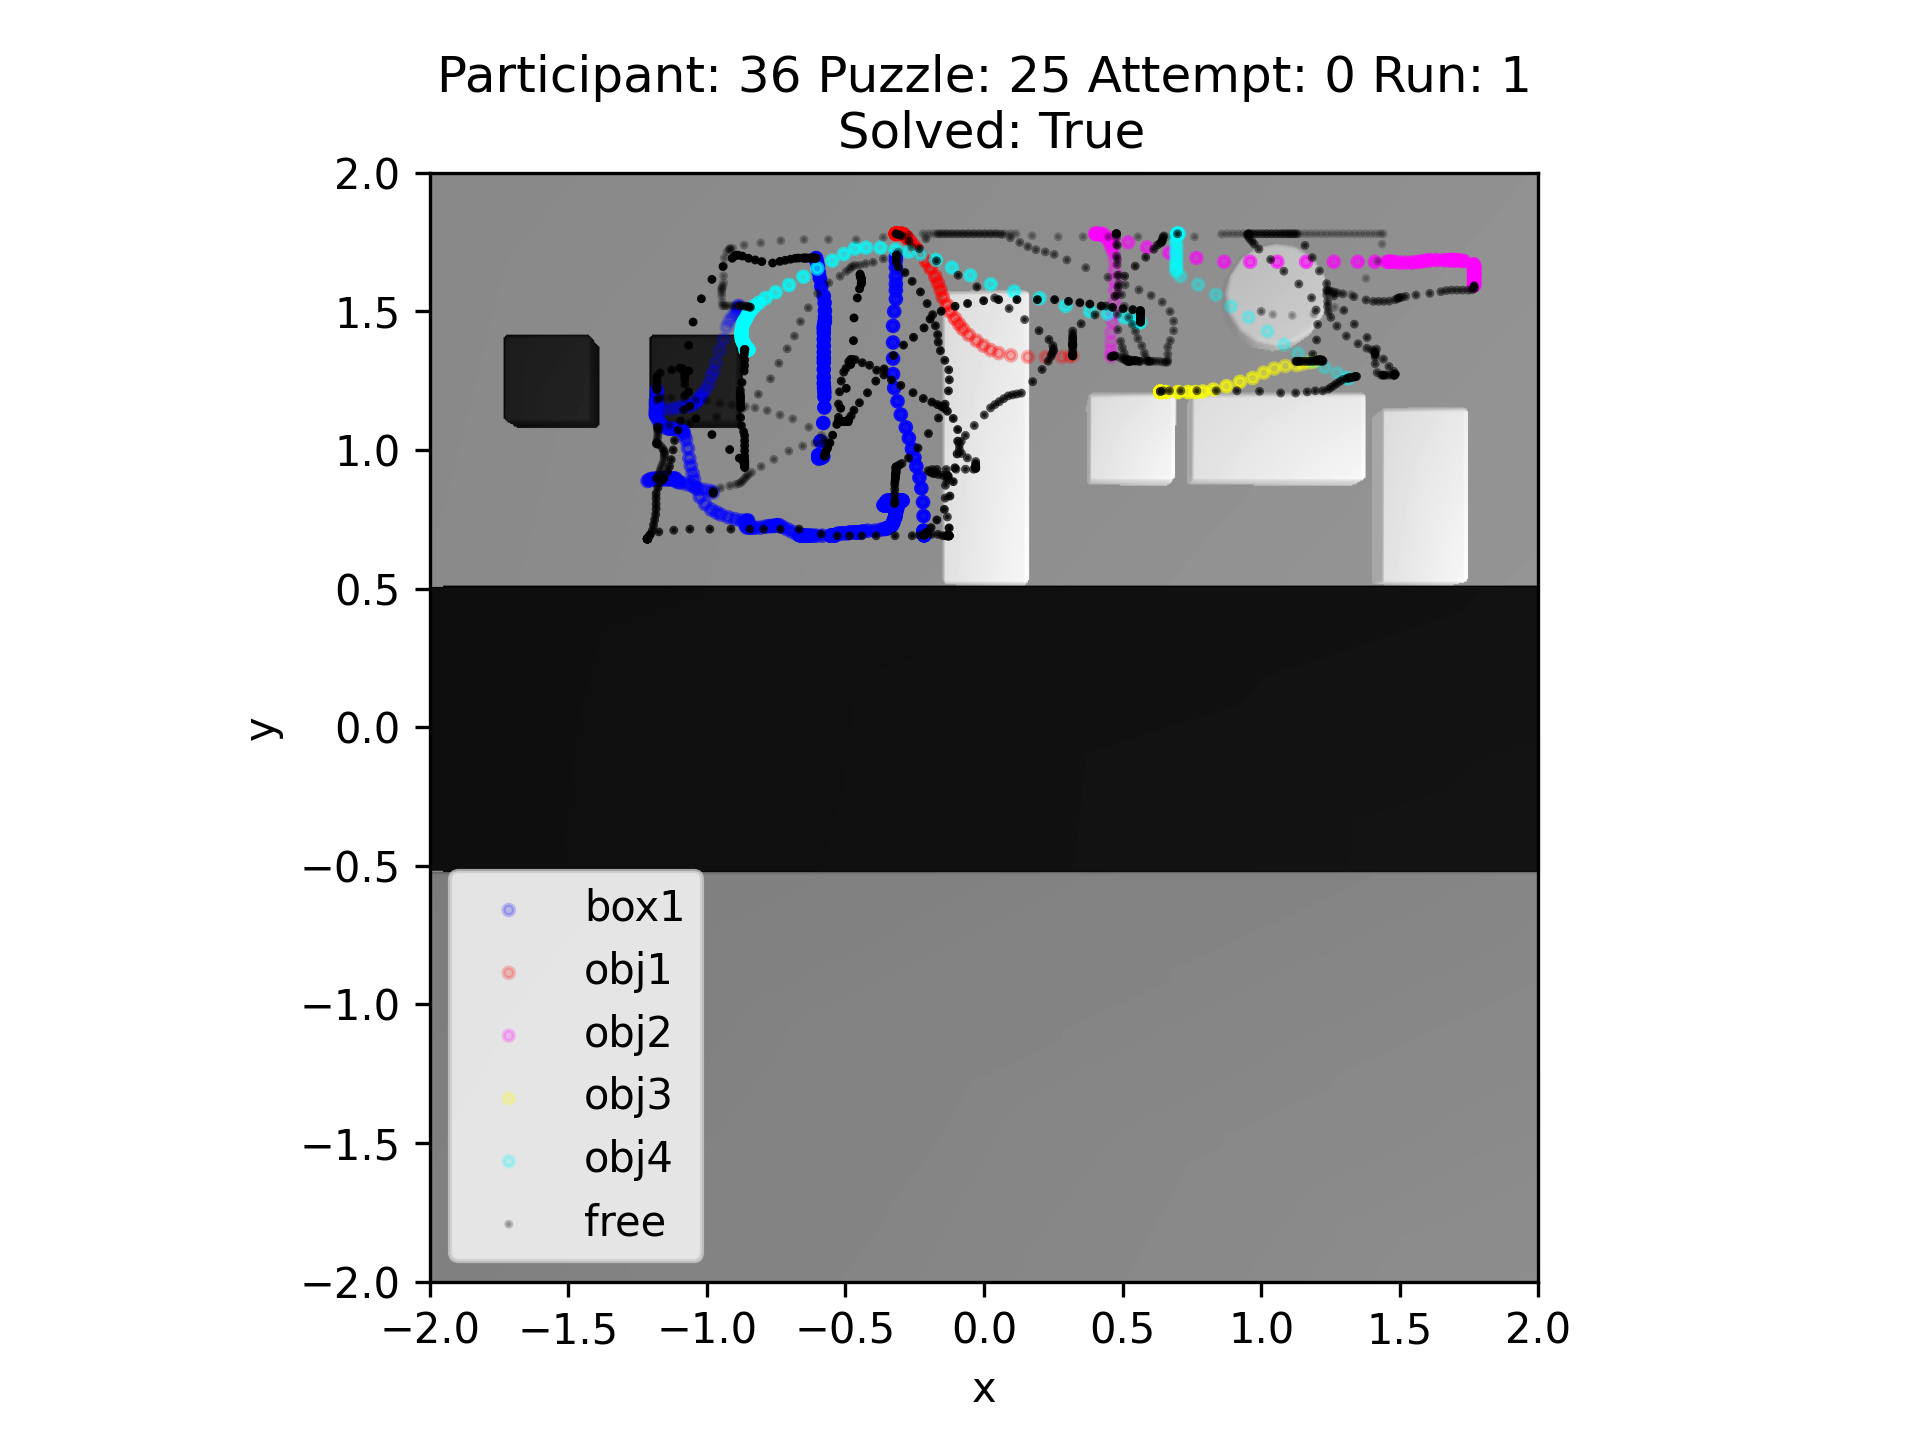 Participant: 36 Puzzle: 25 Attempt: 0 Run: 1
Solved: True
2.0
1.5
1.0
0.5
0.0
−0.5
−1.0
−1.5
−2.0
y
box1
obj1
obj2
obj3
obj4
free
−2.0 −1.5 −1.0 −0.5 0.0 0.5 1.0 1.5 2.0
x